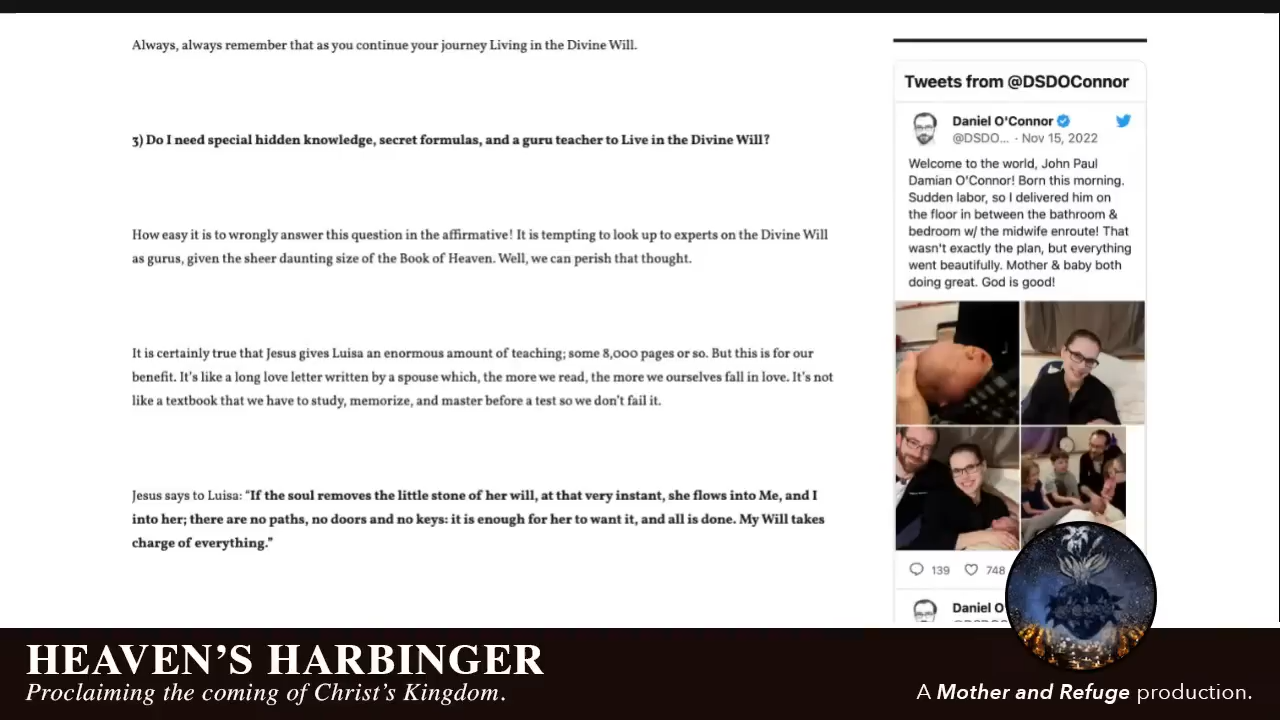 Always, always remember that as you continue your journey Living in the Divine Will.
3) Do I need special hidden knowledge, secret formulas, and a guru teacher to Live in the Divine Will?
How easy it is to wrongly answer this question in the affirmative! It is tempting to look up to experts on the Divine Will
as gurus, given the sheer daunting size of the Book of Heaven. Well, we can perish that thought.
It is certainly true that Jesus gives Luisa an enormous amount of teaching; some 8,000 pages or so. But this is for our
benefit. It's like a long love letter written by a spouse which, the more we read, the more we ourselves fall in love. It's not
like a textbook that we have to study, memorize, and master before a test so we don't fail it.
Jesus says to Luisa: “If the soul removes the little stone of her will, at that very instant, she flows into Me, and I
into her; there are no paths, no doors and no keys: it is enough for her to want it, and all is done. My Will takes
charge of everything.”
Tweets from @DSDOConnor
Daniel O'Connor
@DSDO... · Nov 15, 2022
Welcome to the world, John Paul
Damian O'Connor! Born this morning.
Sudden labor, so I delivered him on
the floor in between the bathroom &
bedroom w/ the midwife enroute! That
wasn't exactly the plan, but everything
went beautifully. Mother & baby both
doing great. God is good!
139 748
Daniel O'
HEAVEN'S HARBINGER
Proclaiming the coming of Christ's Kingdom.
A Mother and Refuge production.